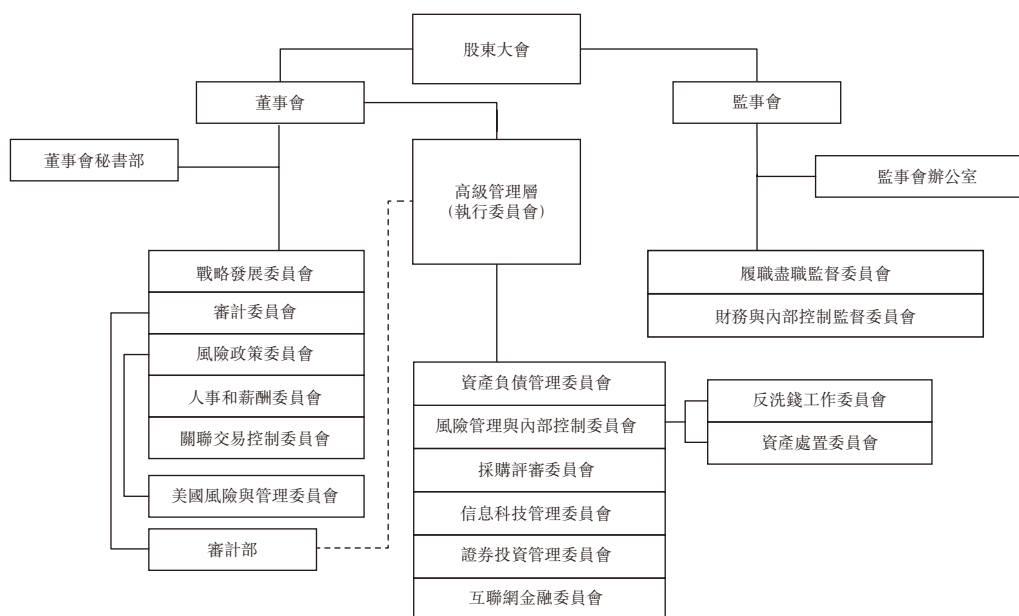 股東大會
董事會
監事會
董事會秘書部
監事會辦公室
高級管理層
(執行委員會)
戰略發展委員會
審計委員會
風險政策委員會
人事和薪酬委員會
關聯交易控制委員會
美國風險與管理委員會
審計部
履職盡職監督委員會
財務與內部控制監督委員會
資產負債管理委員會
風險管理與內部控制委員會
採購評審委員會
信息科技管理委員會
證券投資管理委員會
互聯網金融委員會
反洗錢工作委員會
資產處置委員會